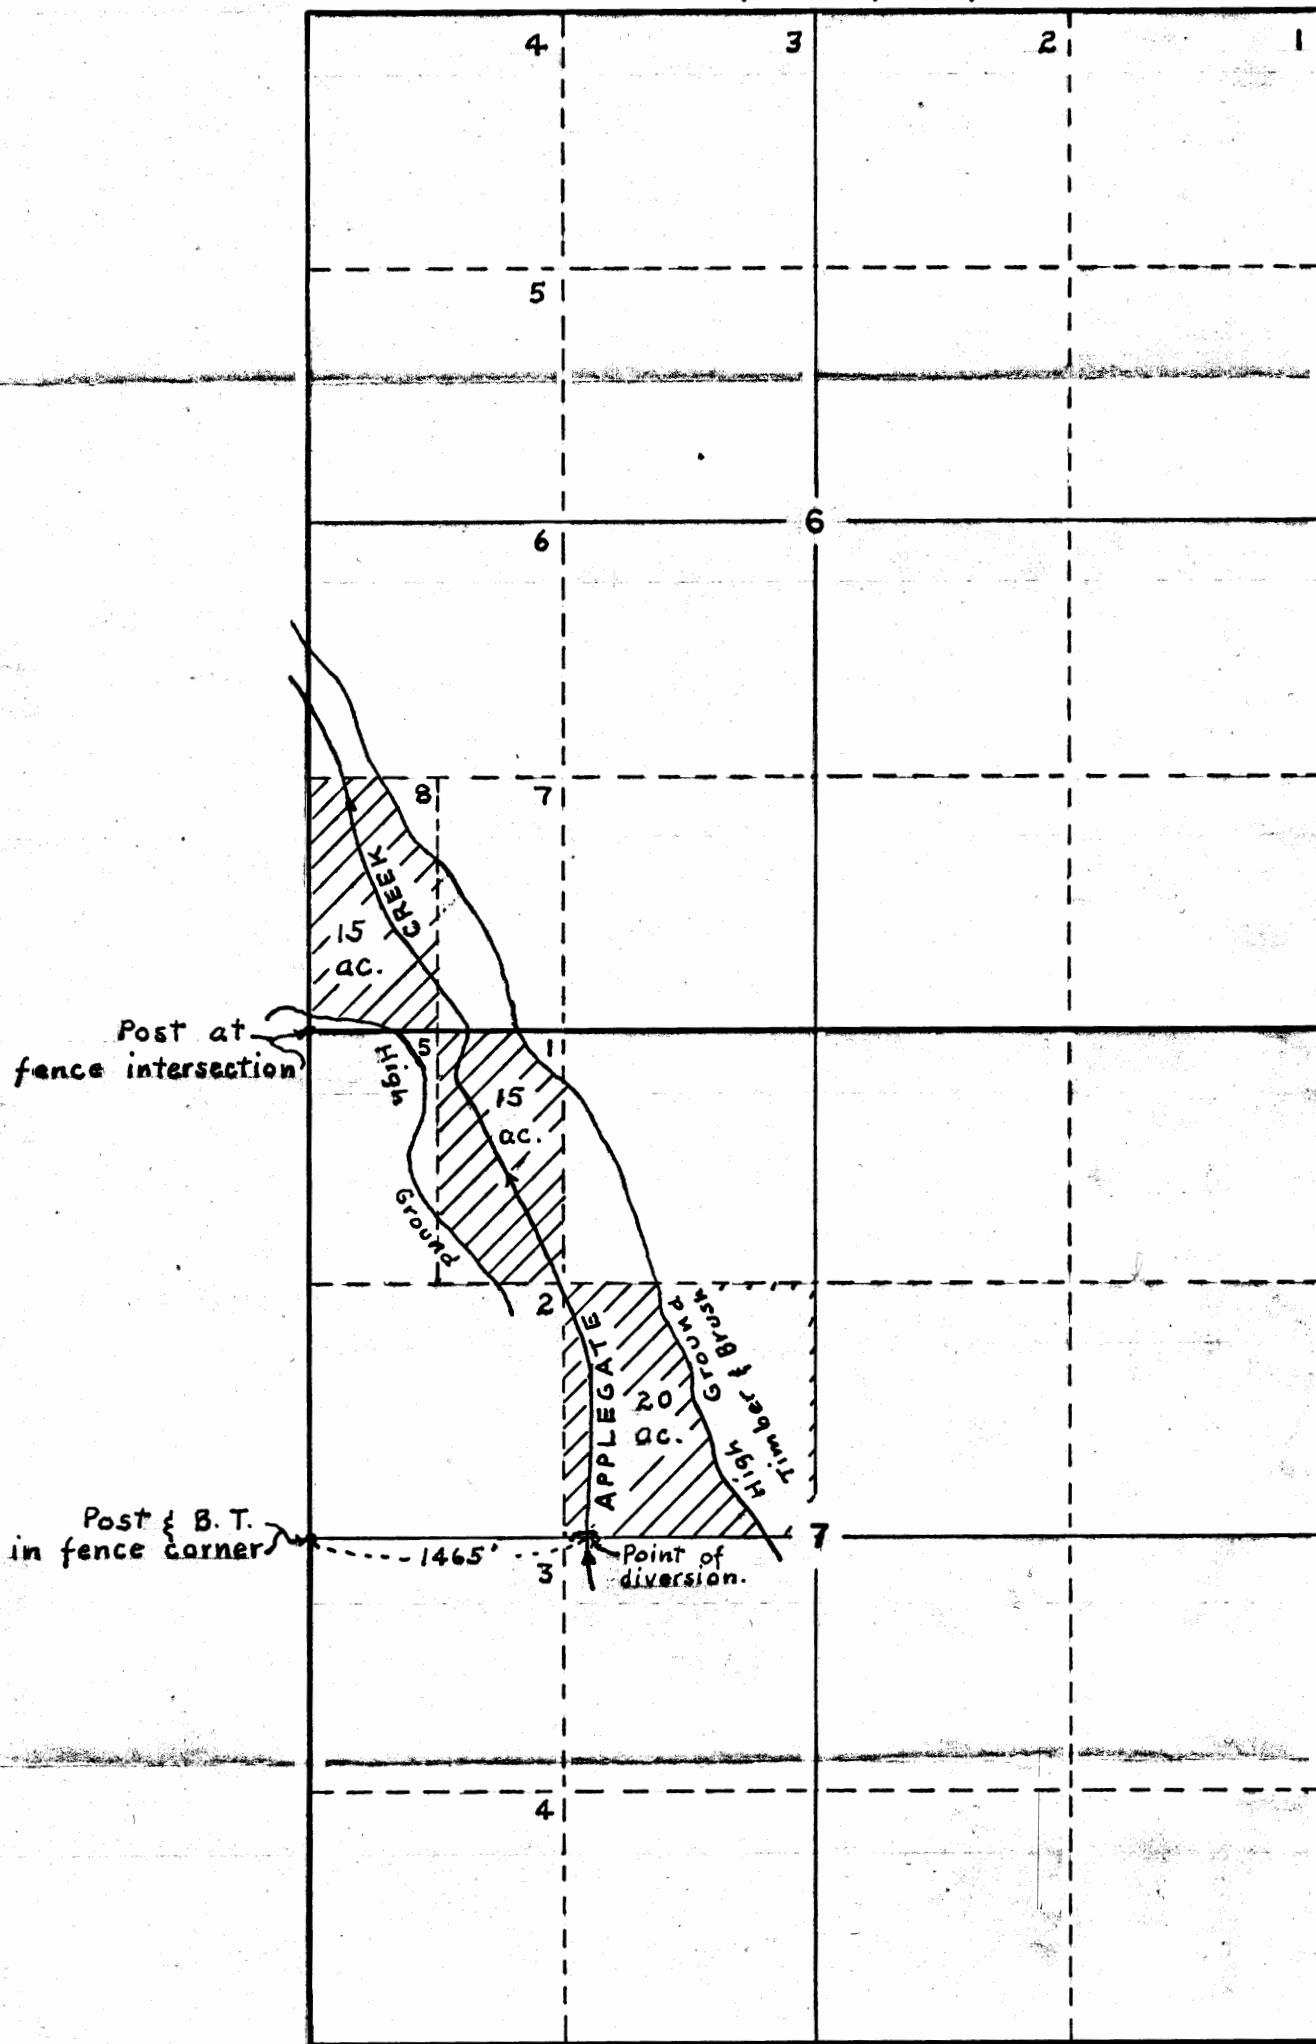 4
3
2
1
5
6
6
8
7
CREEK
15
ac.
Post at
fence intersection
5
1
High
15
ac.
Ground
2
APPLEGATE
Ground
Timber & Brush
20
ac.
High
Post & B. T.
in fence corner
1465'
7
Point of
diversion.
3
4